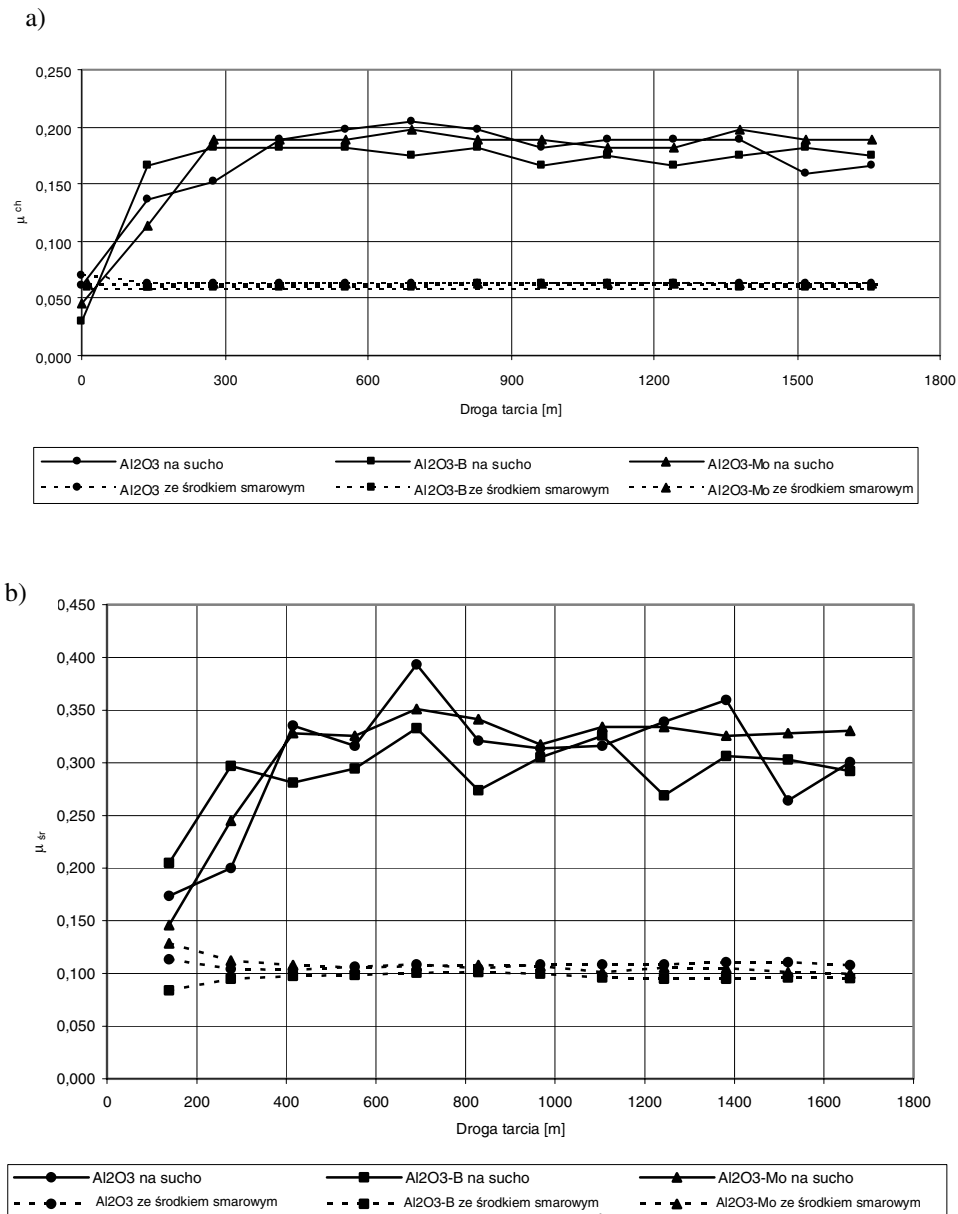 a)
0,250
0,200
0,150
0,100
0,050
0,000
μ ch
0 300 600 900 1200 1500 1800
Droga tarcia [m]
Al2O3 na sucho Al2O3-B na sucho Al2O3-Mo na sucho
Al2O3 ze środkiem smarowym Al2O3-B ze środkiem smarowym Al2O3-Mo ze środkiem smarowym
b)
0,450
0,400
0,350
0,300
0,250
0,200
0,150
0,100
0,050
0,000
μ śr
0 200 400 600 800 1000 1200 1400 1600 1800
Droga tarcia [m]
Al2O3 na sucho Al2O3-B na sucho Al2O3-Mo na sucho
Al2O3 ze środkiem smarowym Al2O3-B ze środkiem smarowym Al2O3-Mo ze środkiem smarowym